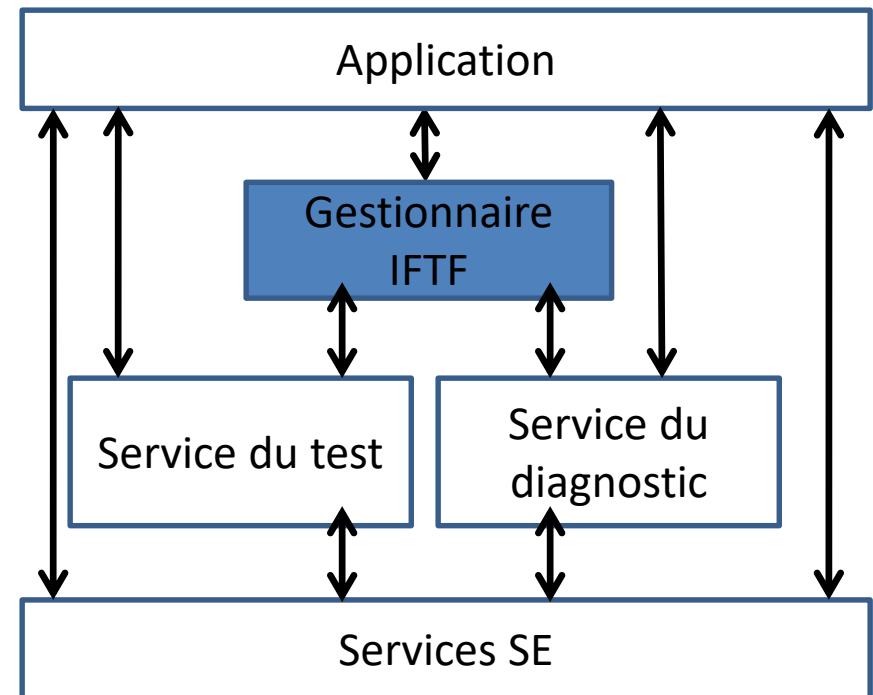 Application
Gestionnaire
IFTF
Service du test
Service du
diagnostic
Services SE